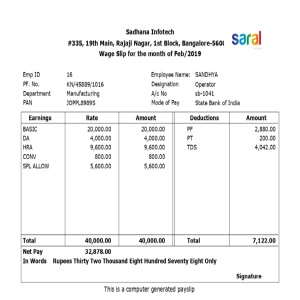 Sadhana Infotech
#335, 19th Main, Rajaji Nagar, 1st Block, Bangalore-560(
saral
Wage Slip for the month of Feb/2019
Emp ID 16 Employee Name: SANDHYA
PF. No. KN/45889/1016 Designation Operator
Department Manufacturing A/c No sb-1041
PAN JOPPL8989S Mode of Pay State Bank of India
Earnings Rate Amount Deductions Amount
BASIC 20,000.00 20,000.00 PF 2,880.00
DA 4,000.00 4,000.00 PT 200.00
HRA 9,600.00 9,600.00 TDS 4,042.00
CONV 800.00 800.00
SPL ALLOW 5,600.00 5,600.00
Total 40,000.00 40,000.00 Total 7,122.00
Net Pay 32,878.00
In Words Rupees Thirty Two Thousand Eight Hundred Seventy Eight Only
Signature
This is a computer generated payslip